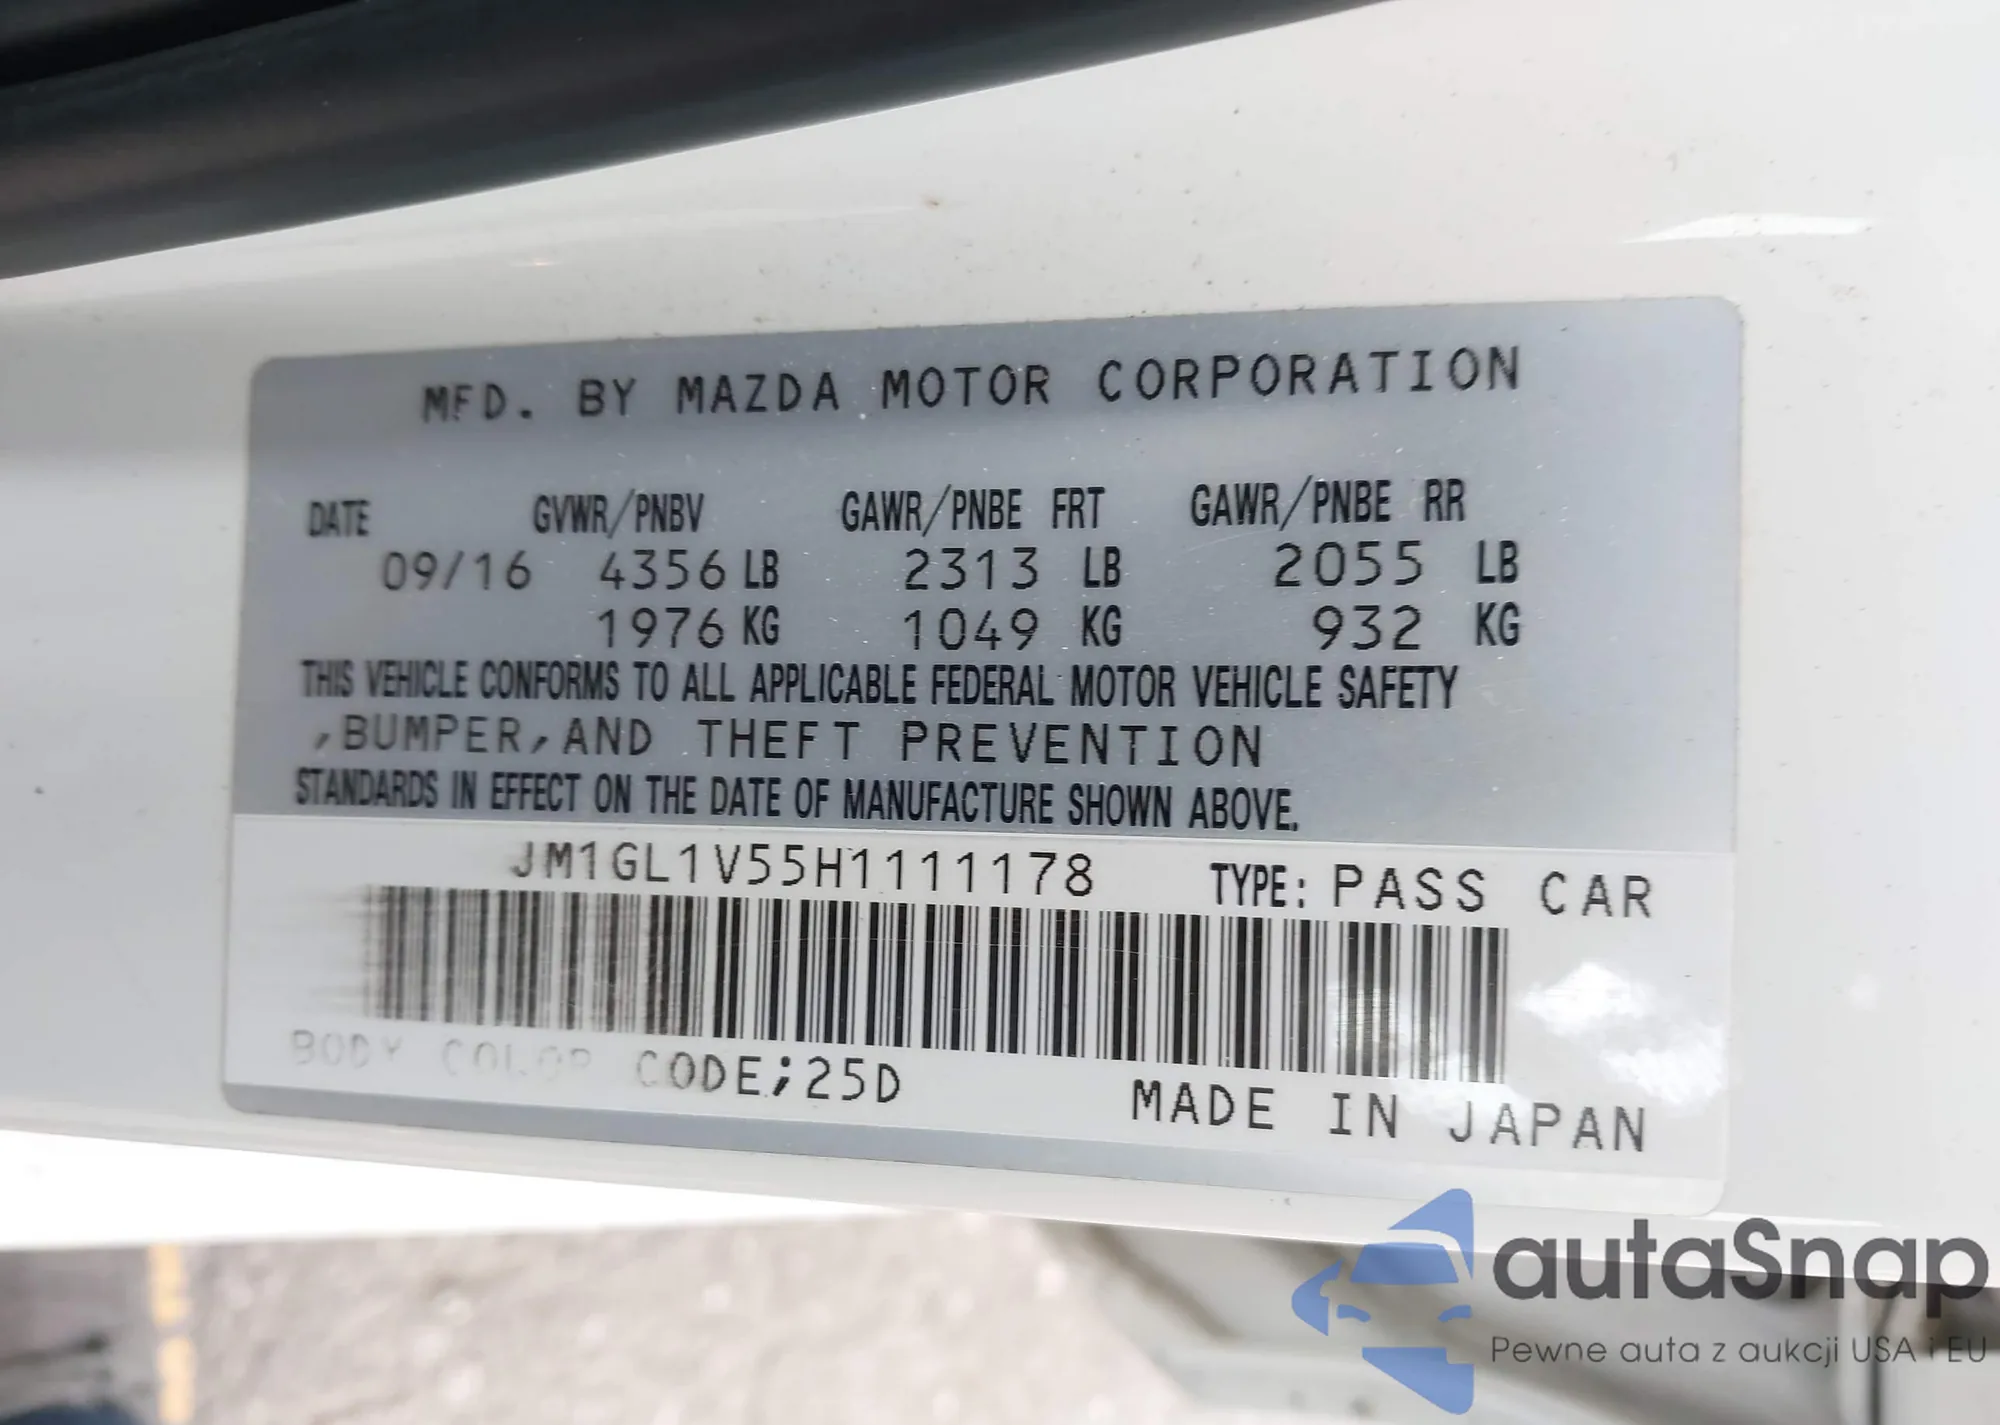 MFD. BY MAZDA MOTOR CORPORATION
DATE GVWR/PNBV GAWR/PNBE FRT GAWR/PNBE RR
09/16 4356 LB 2313 LB 2055 LB
1976 KG 1049 KG 932 KG
THIS VEHICLE CONFORMS TO ALL APPLICABLE FEDERAL MOTOR VEHICLE SAFETY
,BUMPER,AND THEFT PREVENTION
STANDARDS IN EFFECT ON THE DATE OF MANUFACTURE SHOWN ABOVE.
JM1GL1V55H1111178 TYPE: PASS CAR
BODY COLOR CODE;25D
MADE IN JAPAN
autaSnap
Pewne auta z aukcji USA i EU